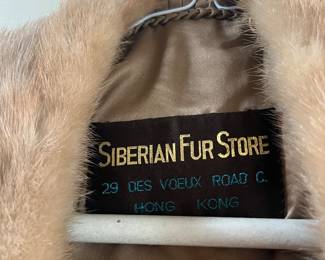 SIBERIAN FUR STORE
29 DES VOEUX ROAD C.
HONG KONG